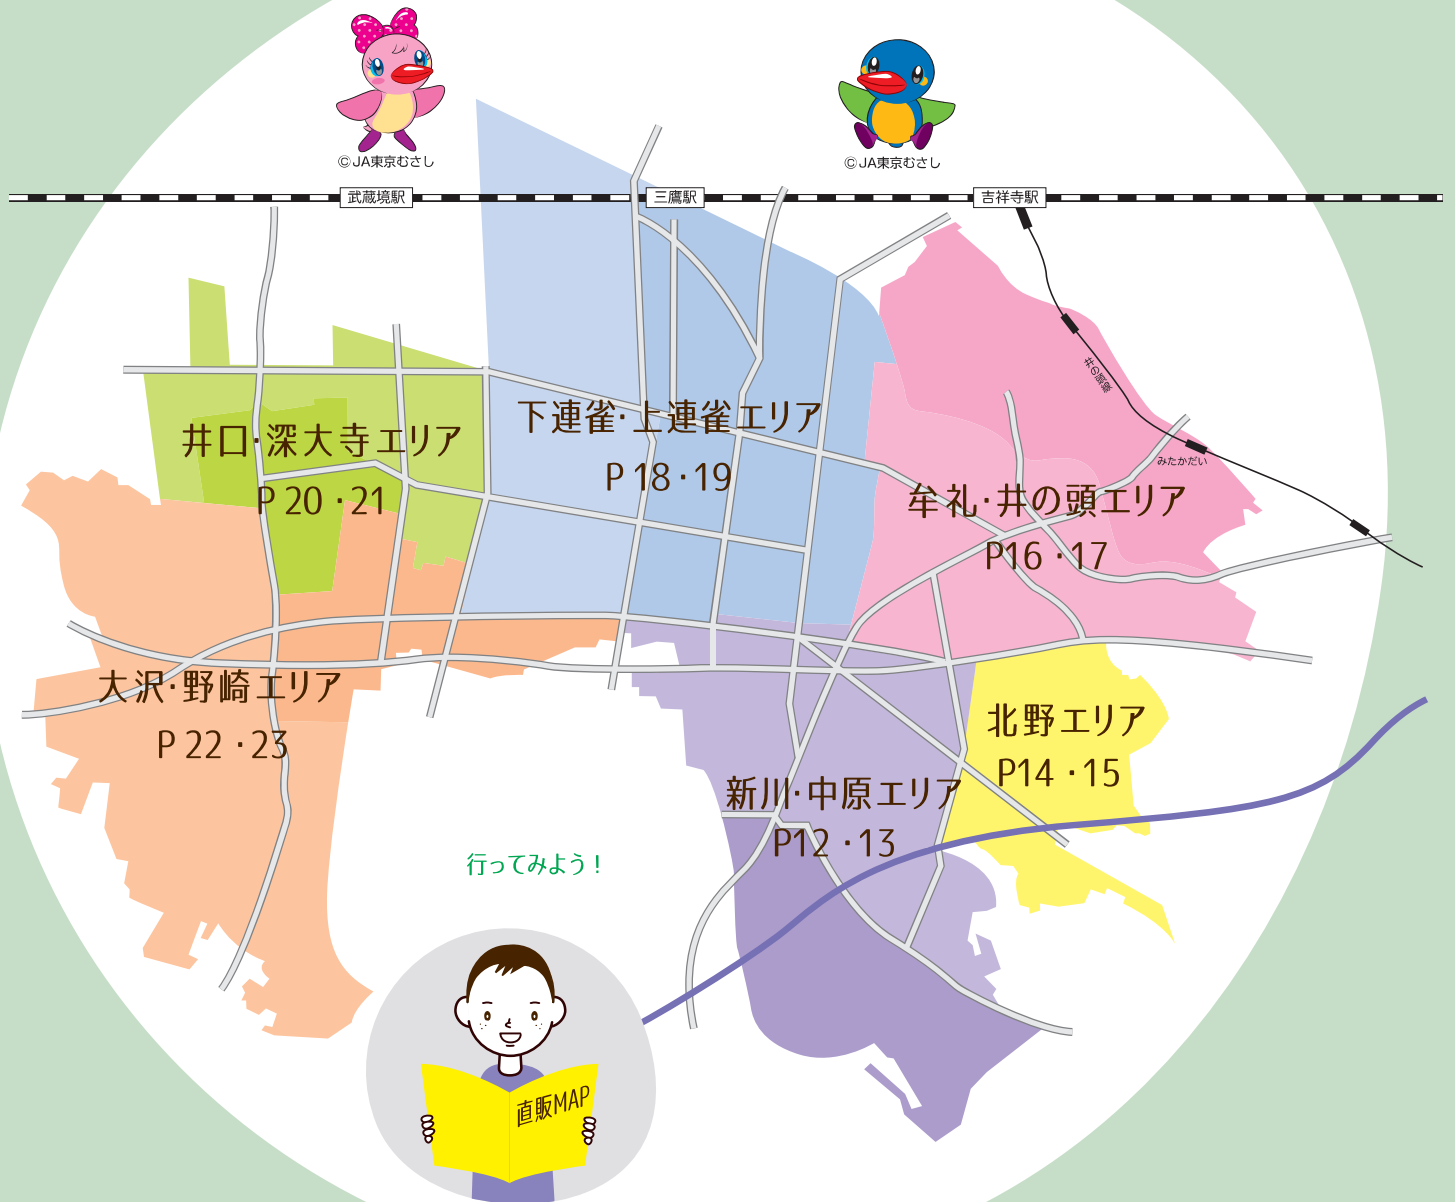 ©JA東京むさし
©JA東京むさし
武蔵境駅
三鷹駅
吉祥寺駅
井の頭線
下連雀・上連雀エリア
P 18・19
井口・深大寺エリア
P 20・21
みたかだい
牟礼・井の頭エリア
P16・17
大沢・野崎エリア
P 22・23
北野エリア
P14・15
新川・中原エリア
P12・13
行ってみよう!
直販MAP